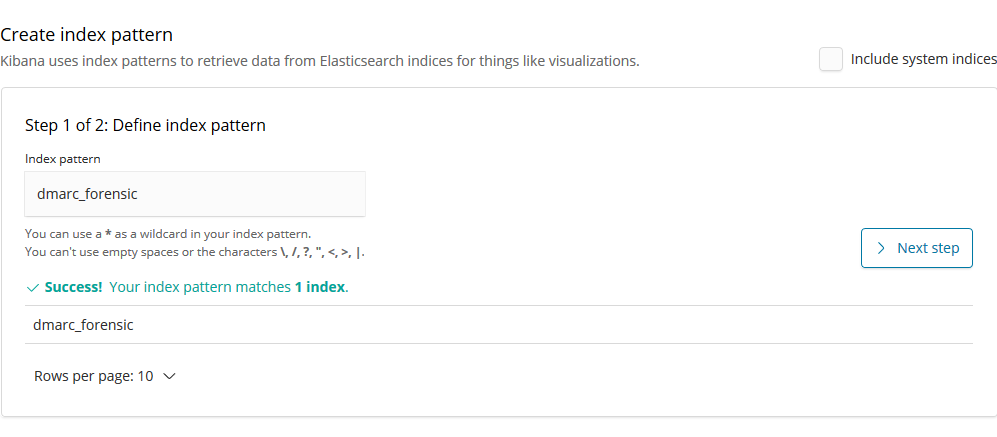 Create index pattern
Kibana uses index patterns to retrieve data from Elasticsearch indices for things like visualizations.
Include system indices
Step 1 of 2: Define index pattern
Index pattern
dmarc_forensic
You can use a * as a wildcard in your index pattern.
You can't use empty spaces or the characters \, /, ?, ", <, >, |.
Next step
Success! Your index pattern matches 1 index.
dmarc_forensic
Rows per page: 10